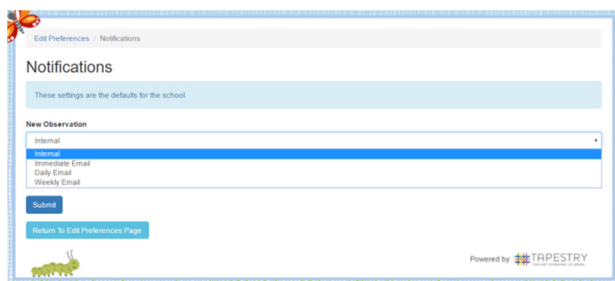 Edit Preferences / Notifications
Notifications
These settings are the defaults for the school.
New Observation
Internal
Internal
Immediate Email
Daily Email
Weekly Email
Submit
Return To Edit Preferences Page
Powered by TAPESTRY